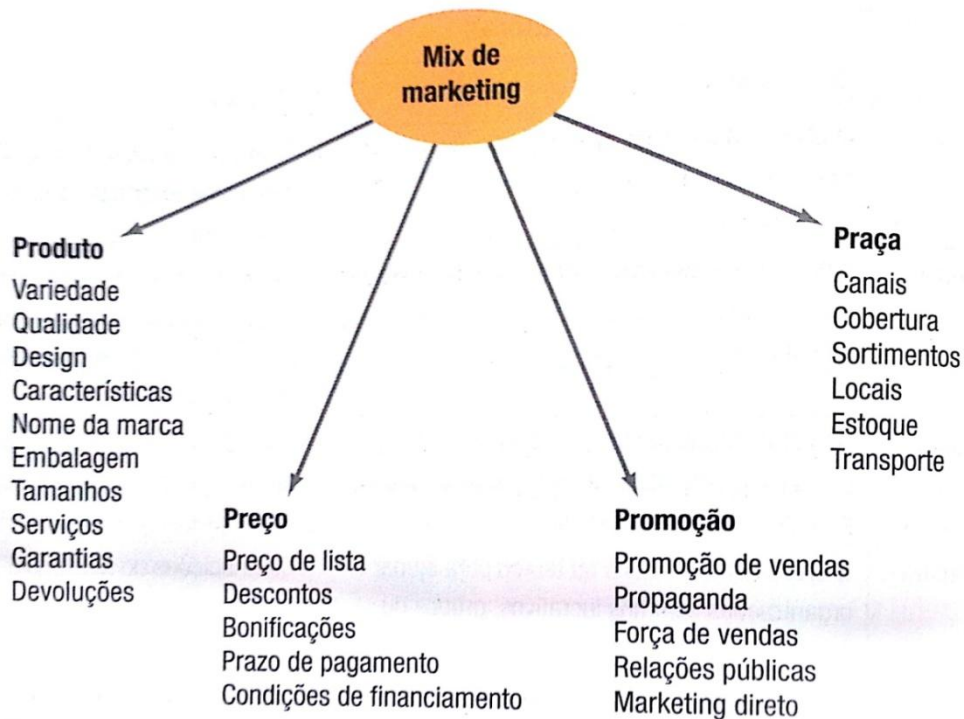 Mix de
marketing
Produto
Variedade
Qualidade
Design
Características
Nome da marca
Embalagem
Tamanhos
Serviços
Garantias
Devoluções
Preço
Preço de lista
Descontos
Bonificações
Prazo de pagamento
Condições de financiamento
Promoção
Promoção de vendas
Propaganda
Força de vendas
Relações públicas
Marketing direto
Praça
Canais
Cobertura
Sortimentos
Locais
Estoque
Transporte